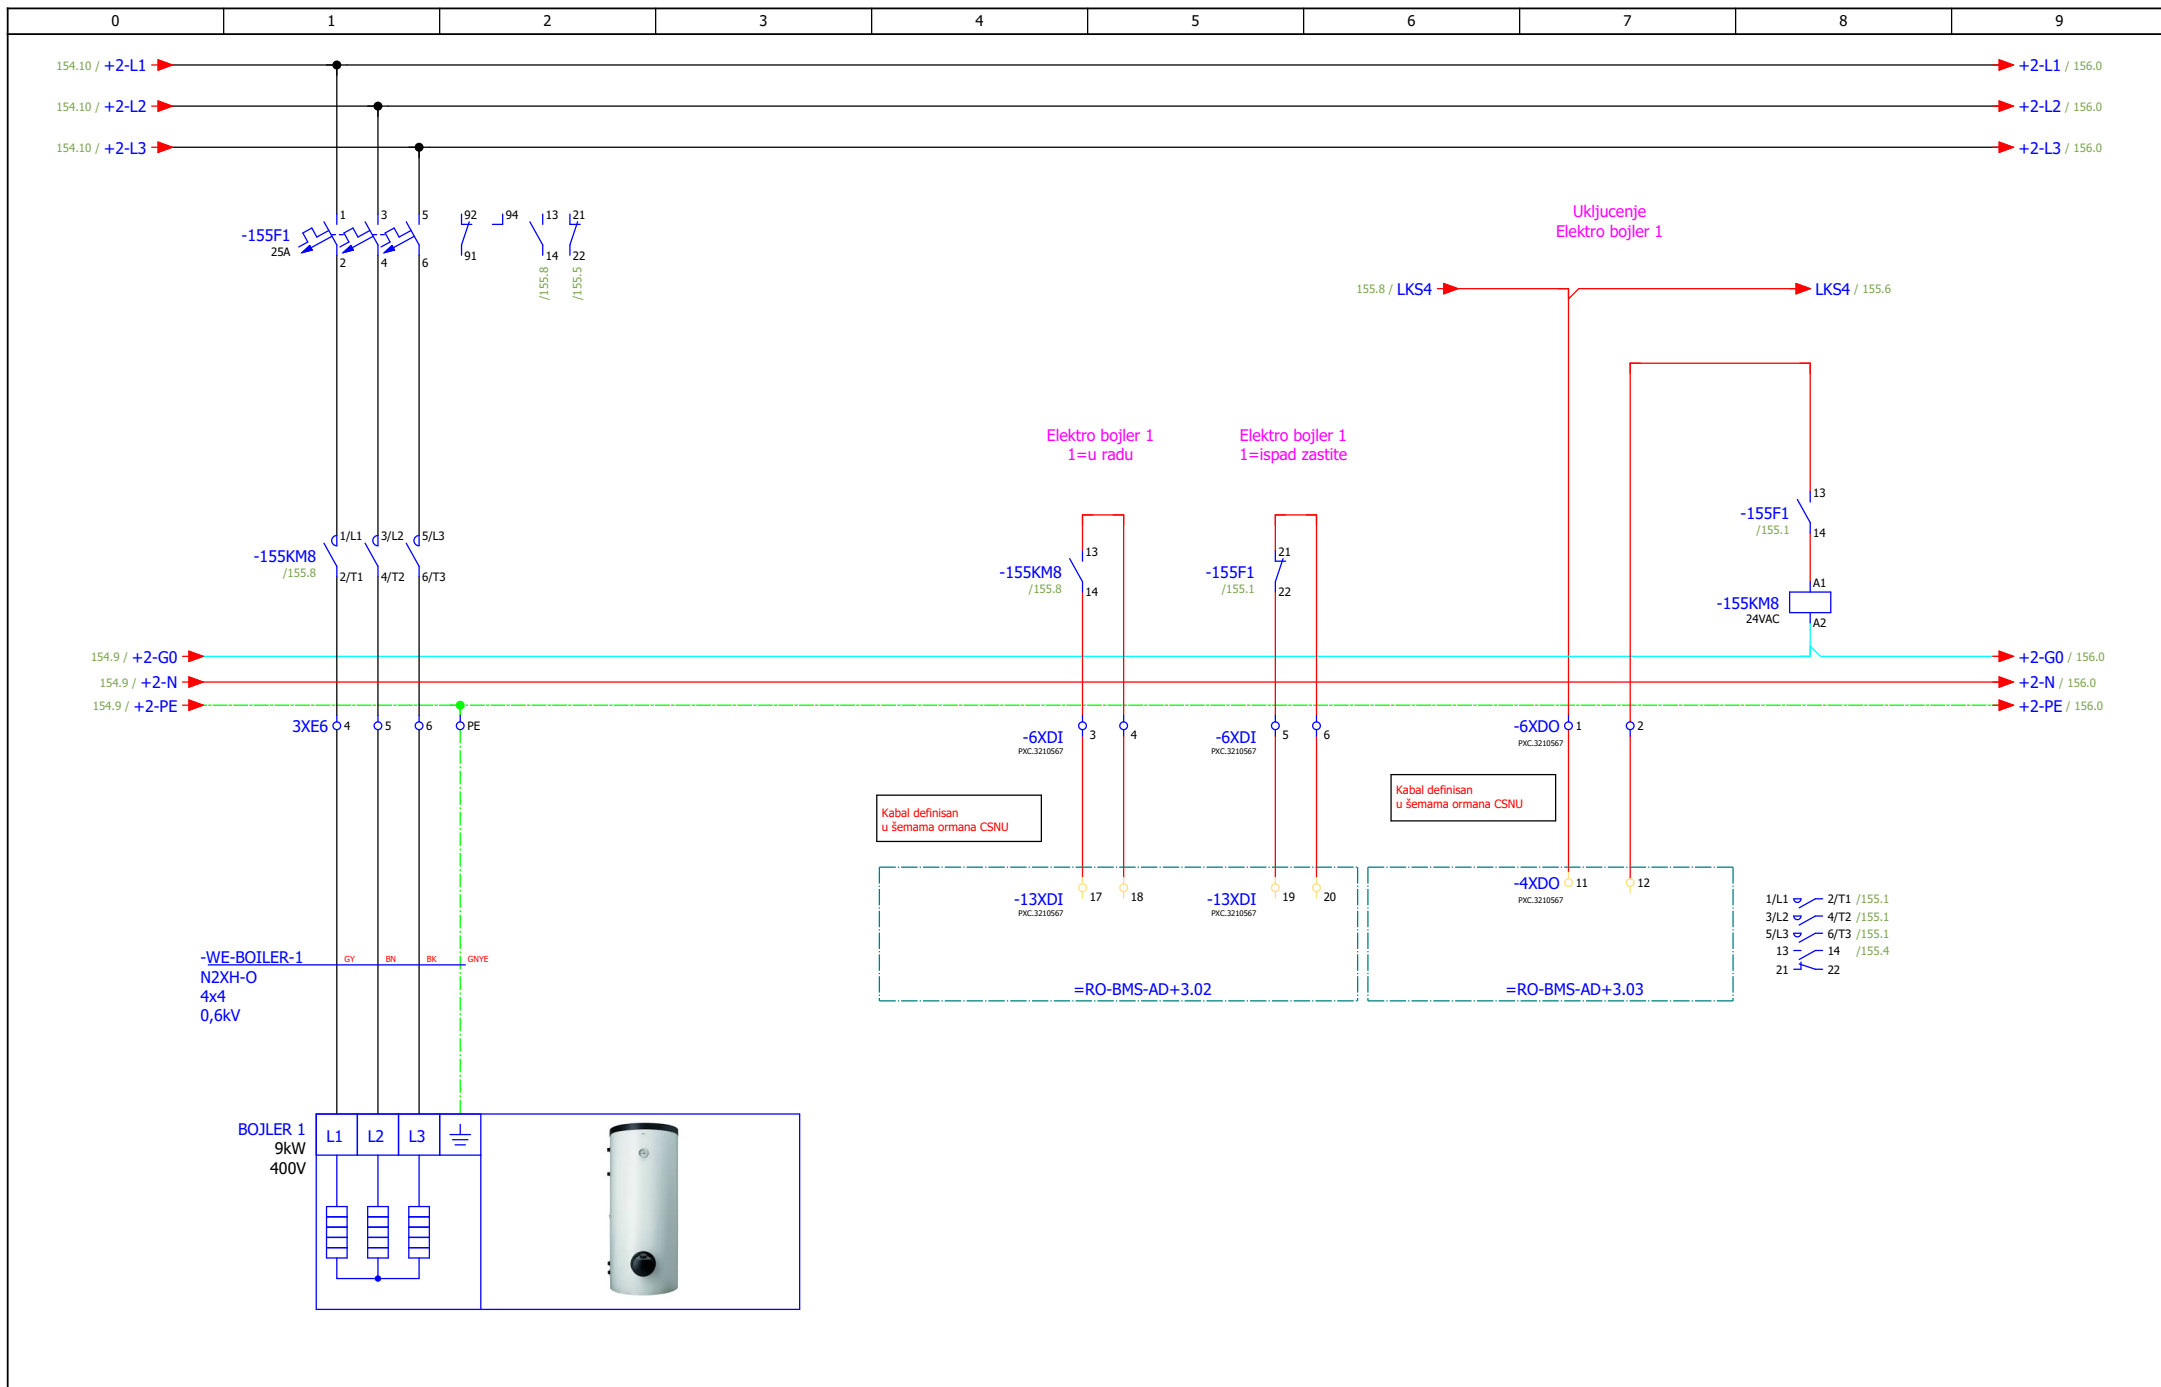 0 1 2 3 4 5 6 7 8 9
154.10 / +2-L1
+2-L1 / 156.0
154.10 / +2-L2
+2-L2 / 156.0
154.10 / +2-L3
+2-L3 / 156.0
-155F1
25A
1 3 5
2 4 6
92 94 13 21
91 14 22
/155.8 /155.5
Ukljucenje
Elektro bojler 1
155.8 / LKS4
LKS4 / 155.6
Elektro bojler 1
1=u radu
Elektro bojler 1
1=ispad zastite
-155KM8
/155.8
1/L1 3/L2 5/L3
2/T1 4/T2 6/T3
-155KM8
/155.8
13
14
-155F1
/155.1
21
22
-155F1
/155.1
13
14
-155KM8
24VAC
A1
A2
154.9 / +2-G0
+2-G0 / 156.0
154.9 / +2-N
+2-N / 156.0
154.9 / +2-PE
+2-PE / 156.0
3XE6 4 5 6 PE
-6XDI
PXC.3210567
3 4
-6XDI
PXC.3210567
5 6
-6XDO
PXC.3210567
1 2
Kabal definisan
u šemama ormana CSNU
Kabal definisan
u šemama ormana CSNU
-13XDI
PXC.3210567
17 18
-13XDI
PXC.3210567
19 20
-4XDO
PXC.3210567
11 12
=RO-BMS-AD+3.02
=RO-BMS-AD+3.03
1/L1 2/T1 /155.1
3/L2 4/T2 /155.1
5/L3 6/T3 /155.1
13 14 /155.4
21 22
-WE-BOILER-1
N2XH-O
4x4
0,6kV
GY BN BK GNYE
BOJLER 1
9kW
400V
L1 L2 L3